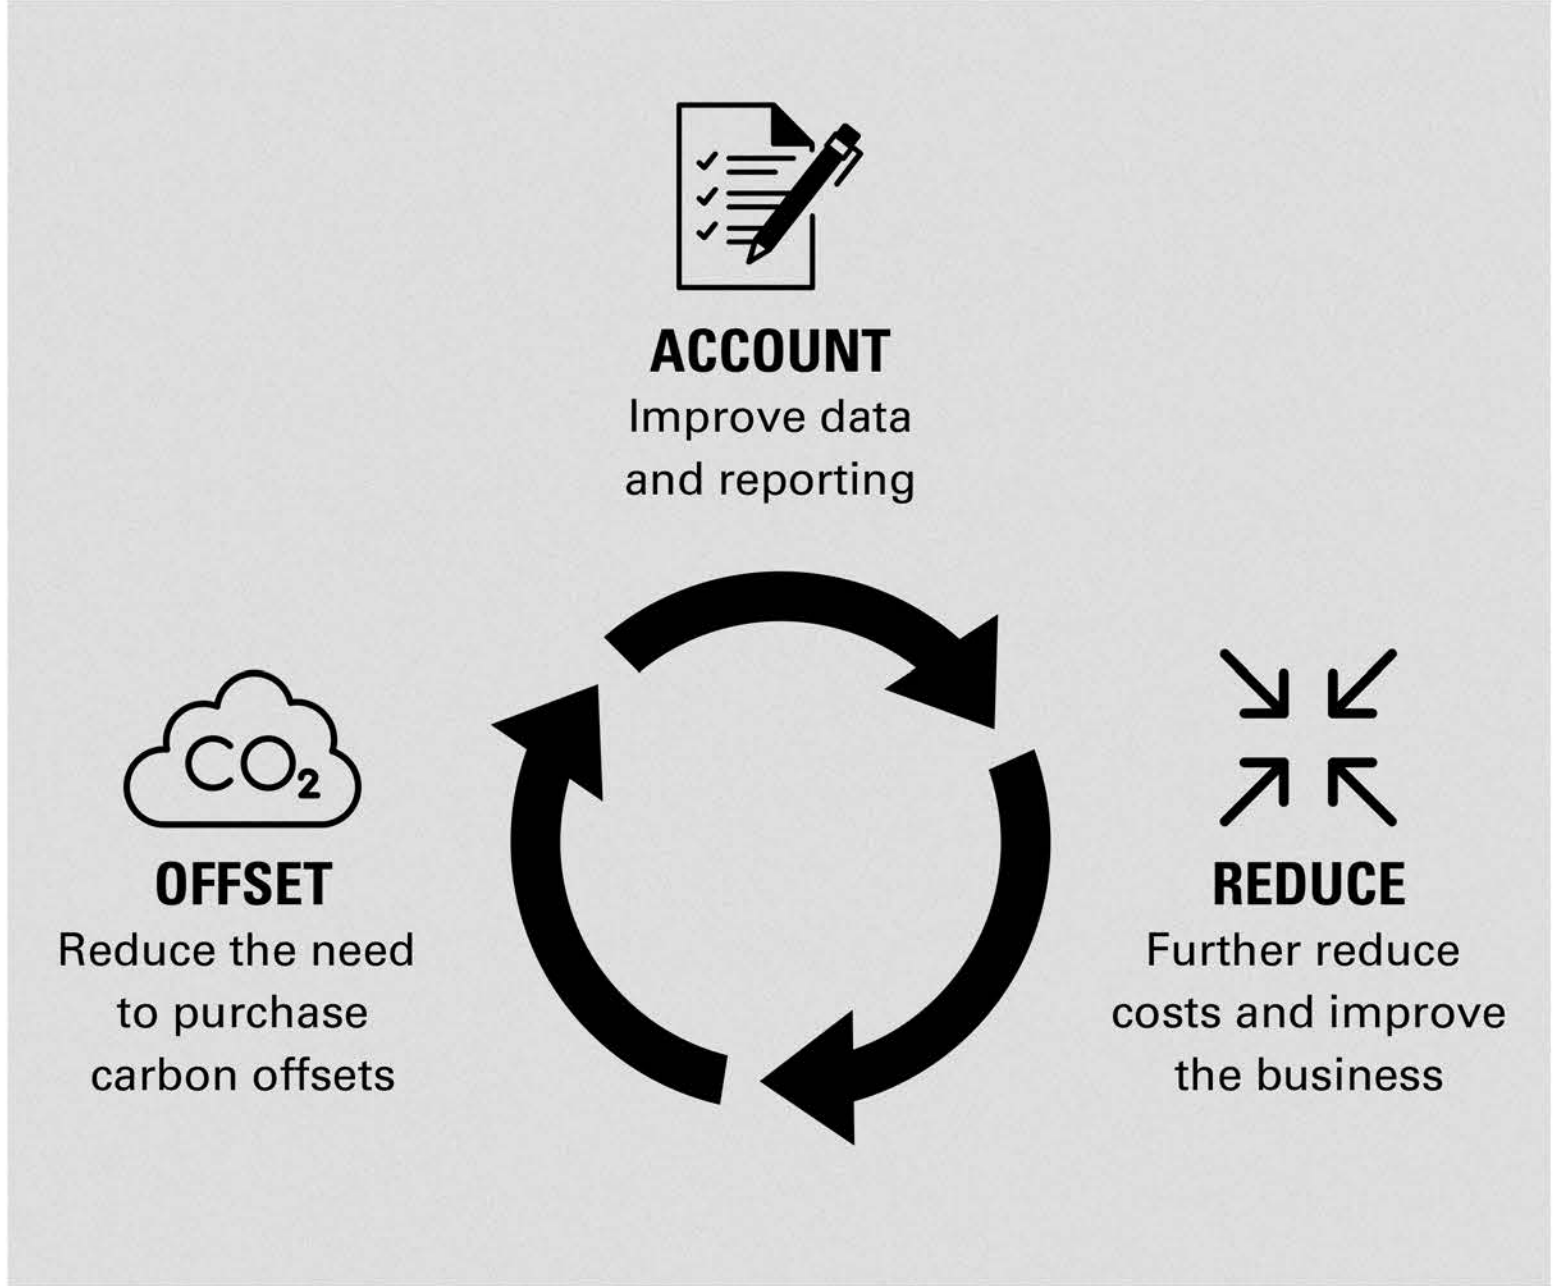 ACCOUNT
Improve data
and reporting
CO₂
OFFSET
Reduce the need
to purchase
carbon offsets
REDUCE
Further reduce
costs and improve
the business